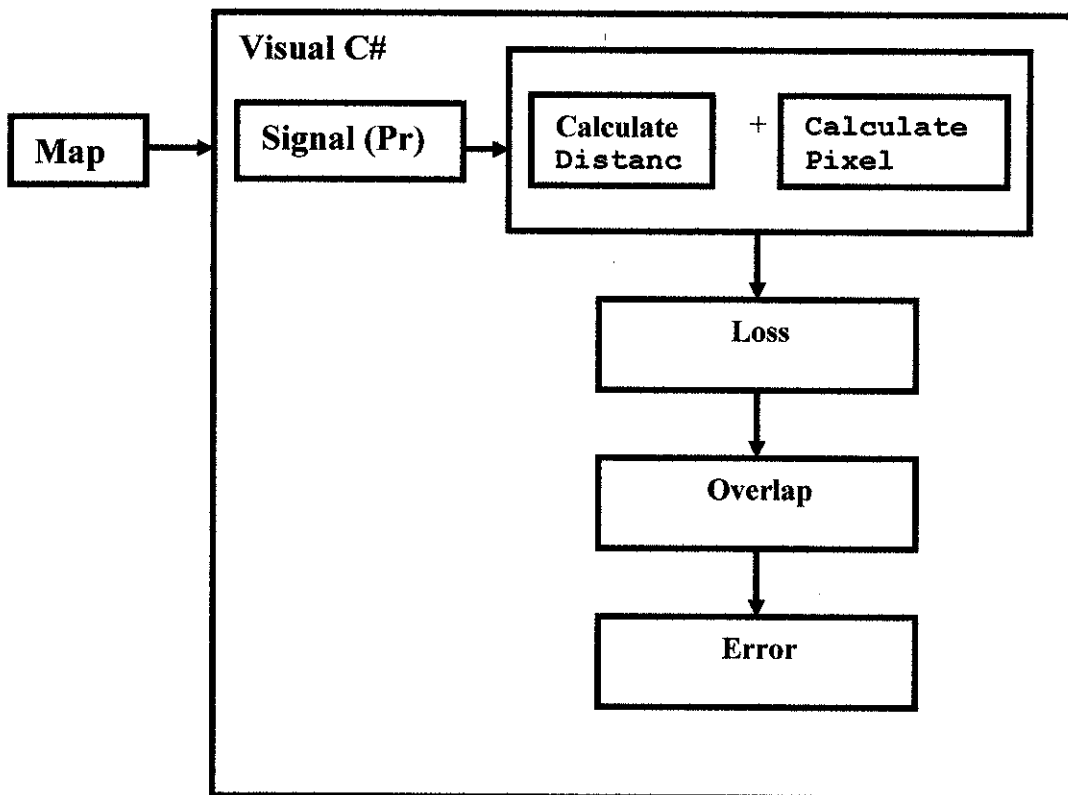 Visual C#
Map
Signal (Pr)
Calculate
Distanc
+
Calculate
Pixel
Loss
Overlap
Error